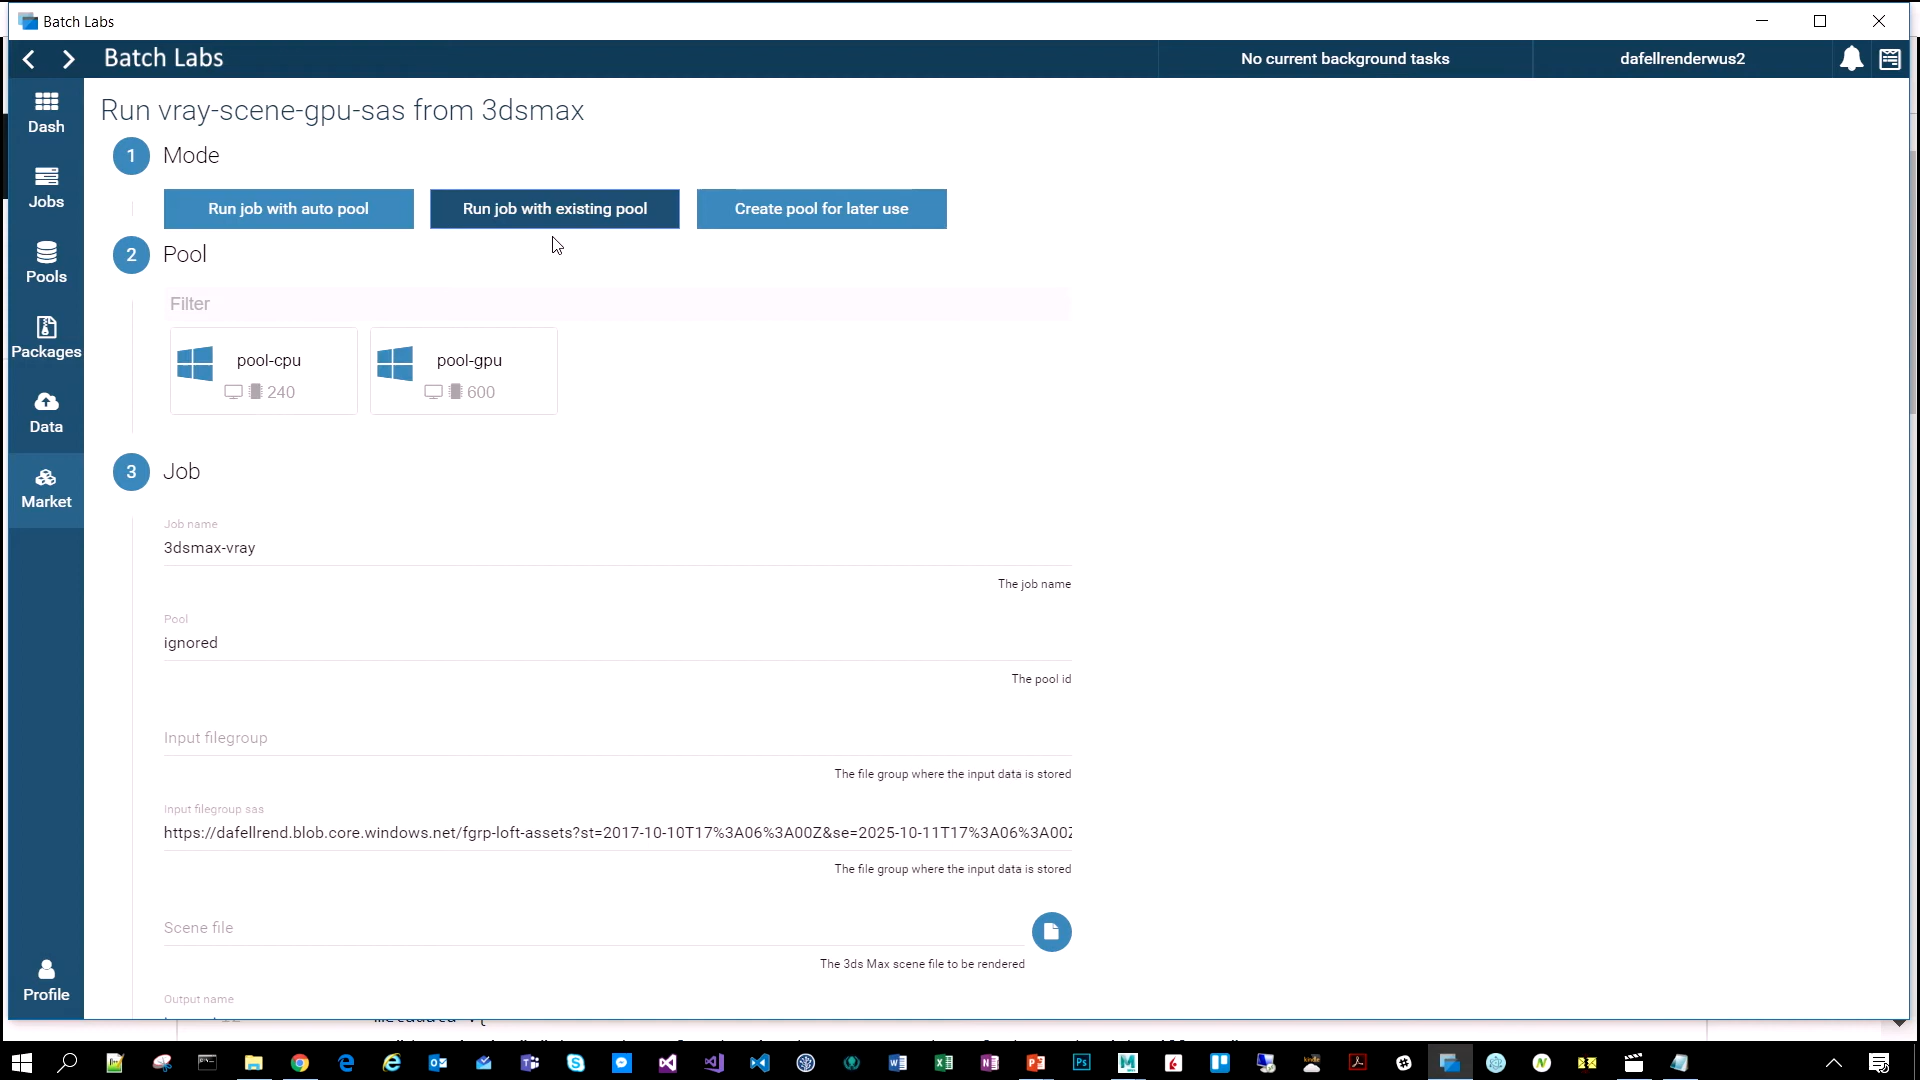 Batch Labs
Batch Labs
No current background tasks
dafellrenderwus2
Dash
Jobs
Pools
Packages
Data
Market
Profile
Run vray-scene-gpu-sas from 3dsmax
1 Mode
Run job with auto pool
Run job with existing pool
Create pool for later use
2 Pool
Filter
pool-cpu
240
pool-gpu
600
3 Job
Job name
3dsmax-vray
The job name
Pool
ignored
The pool id
Input filegroup
The file group where the input data is stored
Input filegroup sas
https://dafellrend.blob.core.windows.net/fgrp-loft-assets?st=2017-10-10T17%3A06%3A00Z&se=2025-10-11T17%3A06%3A00Z
The file group where the input data is stored
Scene file
The 3ds Max scene file to be rendered
Output name